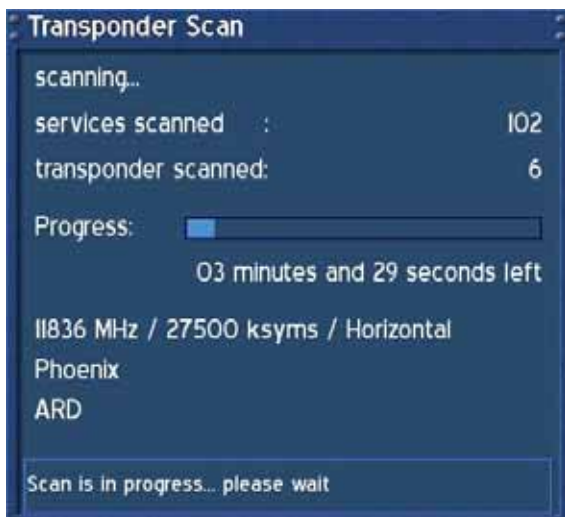 Transponder Scan
scanning...
services scanned : 102
transponder scanned: 6
Progress:
03 minutes and 29 seconds left
11836 MHz / 27500 ksyms / Horizontal
Phoenix
ARD
Scan is in progress... please wait